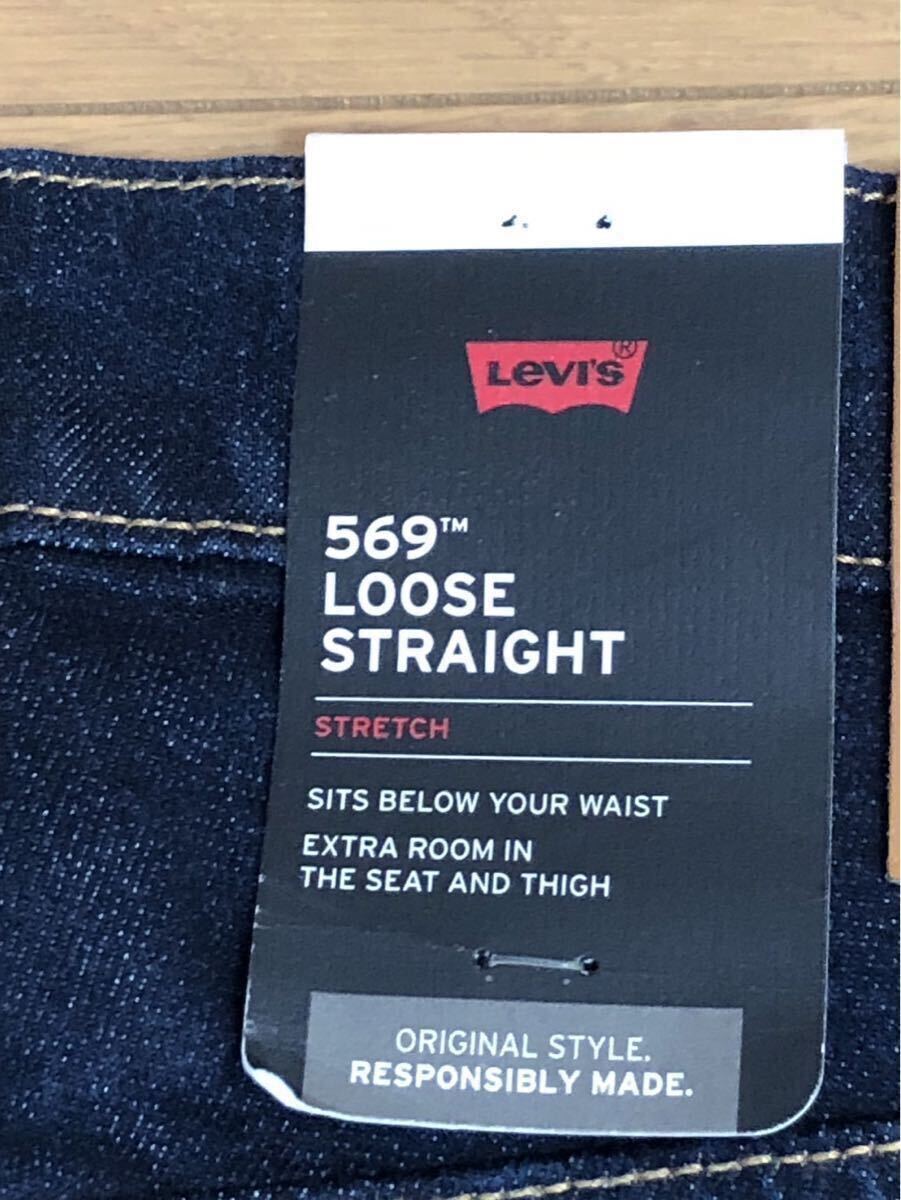 LEVI'S®
569™
LOOSE
STRAIGHT
STRETCH
SITS BELOW YOUR WAIST
EXTRA ROOM IN
THE SEAT AND THIGH
ORIGINAL STYLE.
RESPONSIBLY MADE.